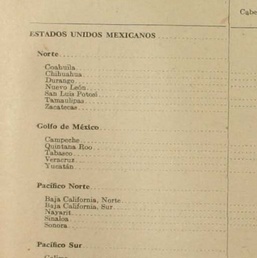 Cabe
ESTADOS UNIDOS MEXICANOS
Norte
Coahuila
Chihuahua
Durango
Nuevo León
San Luis Potosí
Tamaulipas
Zacatecas
Golfo de México
Campeche
Quintana Roo
Tabasco
Veracruz
Yucatán
Pacífico Norte
Baja California, Norte
Baja California, Sur
Nayarit
Sinaloa
Sonora
Pacífico Sur